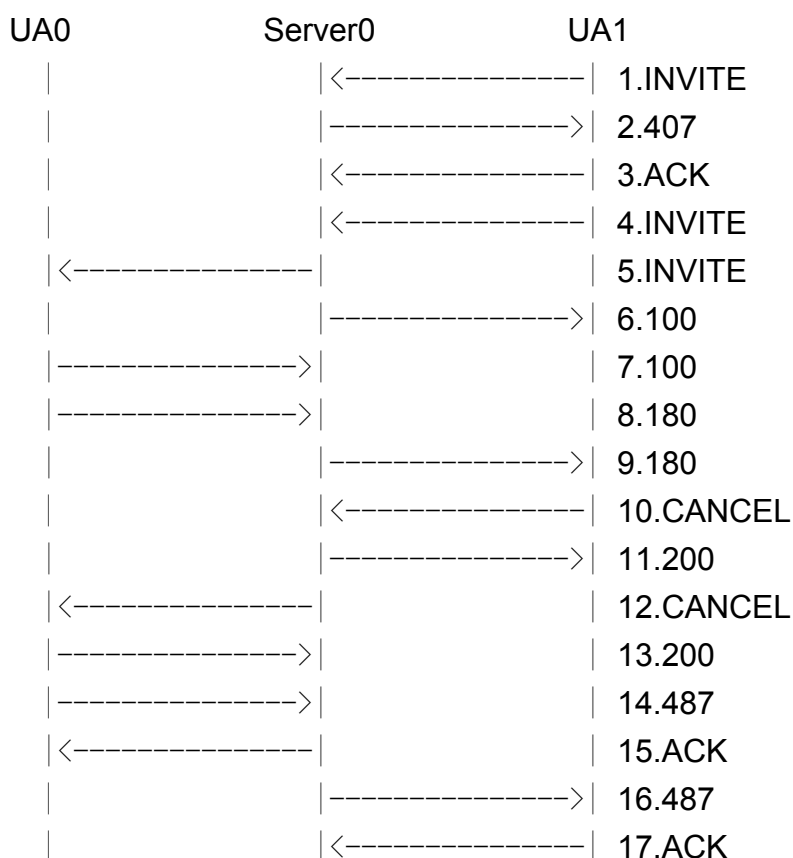 UA0 Server0 UA1
| |<---------------| 1.INVITE
| |--------------->| 2.407
| |<---------------| 3.ACK
| |<---------------| 4.INVITE
|<---------------| | 5.INVITE
| |--------------->| 6.100
|--------------->| | 7.100
|--------------->| | 8.180
| |--------------->| 9.180
| |<---------------| 10.CANCEL
| |--------------->| 11.200
|<---------------| | 12.CANCEL
|--------------->| | 13.200
|--------------->| | 14.487
|<---------------| | 15.ACK
| |--------------->| 16.487
| |<---------------| 17.ACK